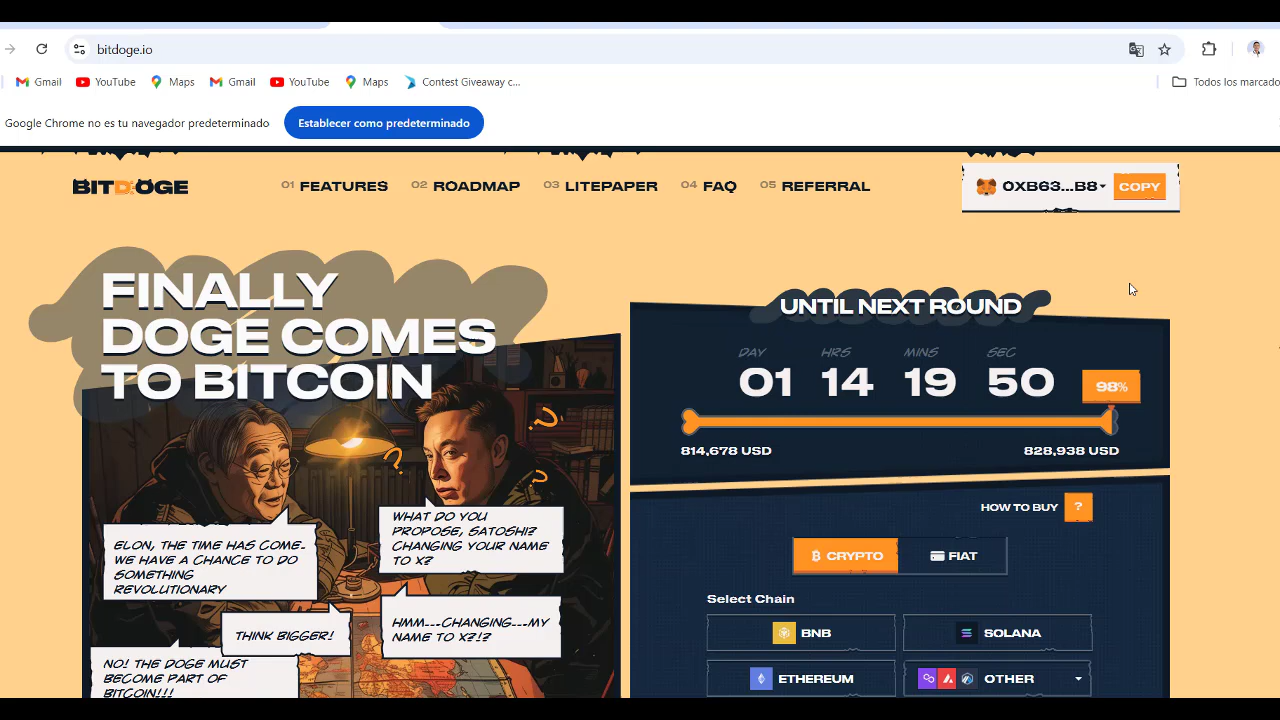 bitdoge.io
Gmail YouTube Maps Gmail YouTube Maps Contest Giveaway c... Todos los marcado
Google Chrome no es tu navegador predeterminado Establecer como predeterminado
BITDOGE 01 FEATURES 02 ROADMAP 03 LITEPAPER 04 FAQ 05 REFERRAL 0XB63...B8 COPY
FINALLY
DOGE COMES
TO BITCOIN
ELON, THE TIME HAS COME-
WE HAVE A CHANCE TO DO
SOMETHING
REVOLUTIONARY
WHAT DO YOU
PROPOSE, SATOSHI?
CHANGING YOUR NAME
TO X?
THINK BIGGER!
HMM---CHANGING---MY
NAME TO X?!?
NO! THE DOGE MUST
BECOME PART OF
BITCOIN!!!
UNTIL NEXT ROUND
DAY HRS MINS SEC
01 14 19 50 98%
814,678 USD 828,938 USD
HOW TO BUY ?
CRYPTO FIAT
Select Chain
BNB SOLANA
ETHEREUM OTHER